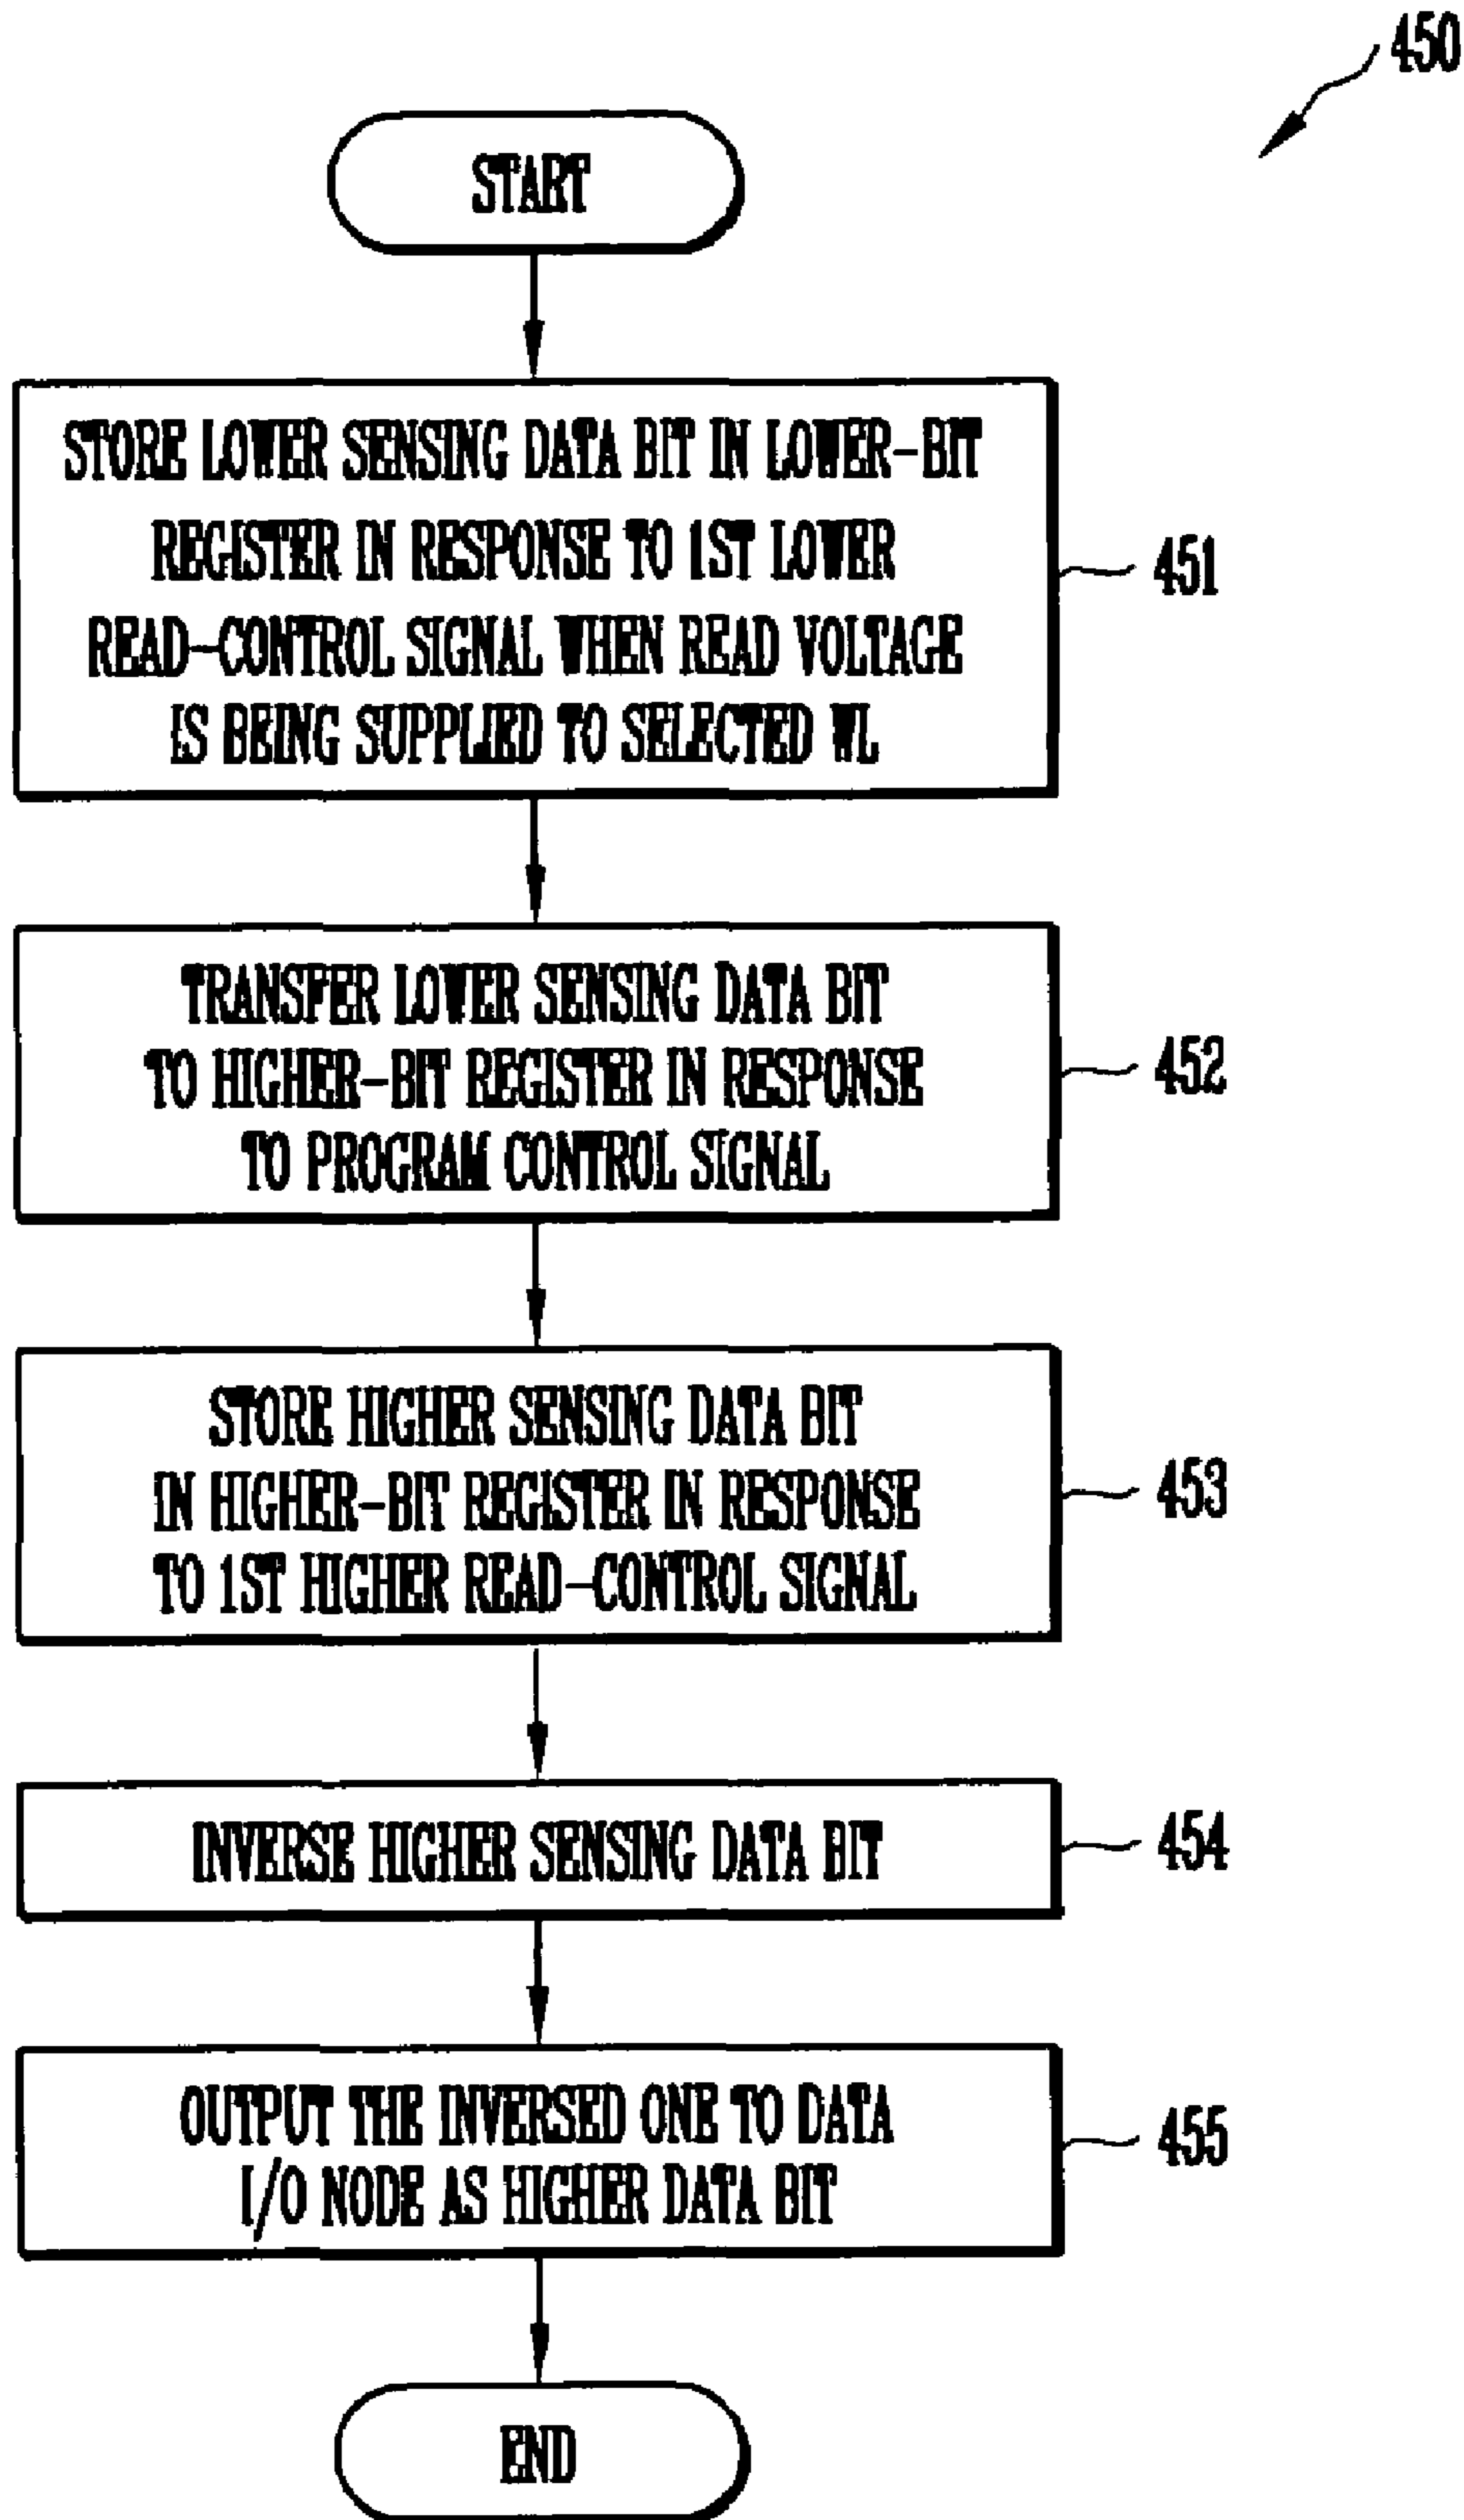 450
START
STORE LOWER SENSING DATA BIT IN LOWER-BIT
REGISTER IN RESPONSE TO 1ST LOWER
READ-CONTROL SIGNAL WHEN READ VOLTAGE
IS BEING SUPPLIED TO SELECTED WL
451
TRANSFER LOWER SENSING DATA BIT
TO HIGHER-BIT REGISTER IN RESPONSE
TO PROGRAM CONTROL SIGNAL
452
STORE HIGHER SENSING DATA BIT
IN HIGHER-BIT REGISTER IN RESPONSE
TO 1ST HIGHER READ-CONTROL SIGNAL
453
INVERSE HIGHER SENSING DATA BIT
454
OUTPUT THE INVERSED ONE TO DATA
I/O NODE AS HIGHER DATA BIT
455
END